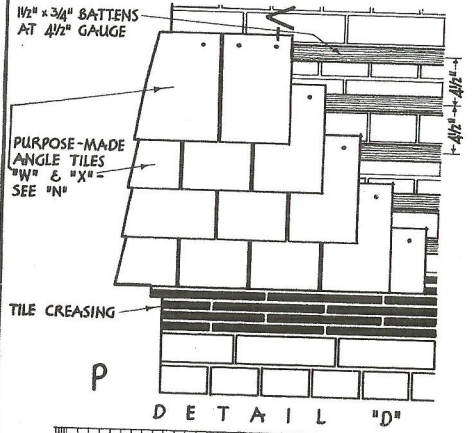 1½" x ¾" BATTENS
AT 4½" GAUGE
4½"
4½"
PURPOSE-MADE
ANGLE TILES
"W" & "X"-
SEE "N"
TILE CREASING
P
DETAIL "D"